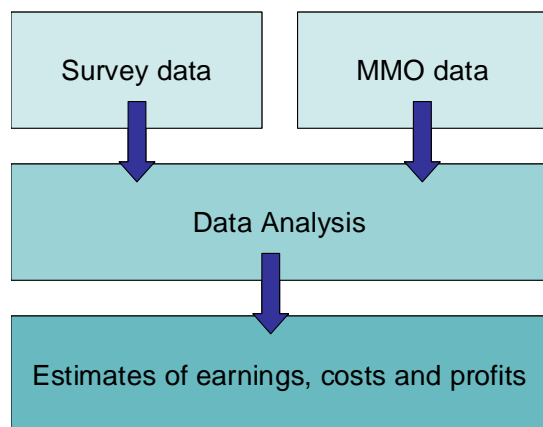 Survey data
MMO data
Data Analysis
Estimates of earnings, costs and profits